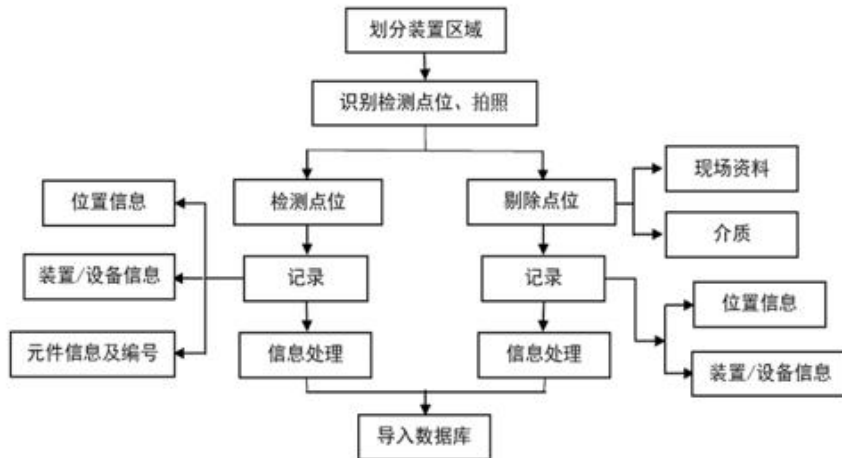 划分装置区域
识别检测点位、拍照
现场资料
位置信息
检测点位
剔除点位
介质
装置/设备信息
记录
记录
位置信息
元件信息及编号
信息处理
信息处理
装置/设备信息
导入数据库